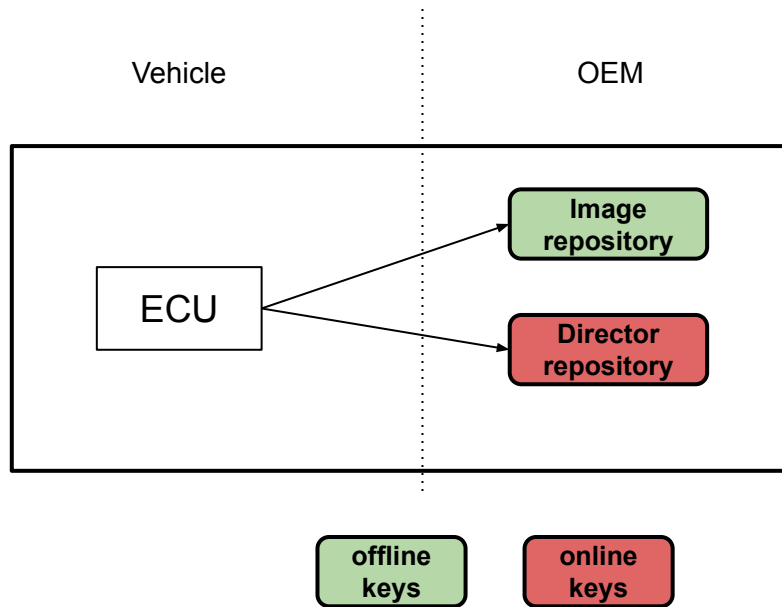 Vehicle
OEM
Image
repository
ECU
Director
repository
offline
keys
online
keys